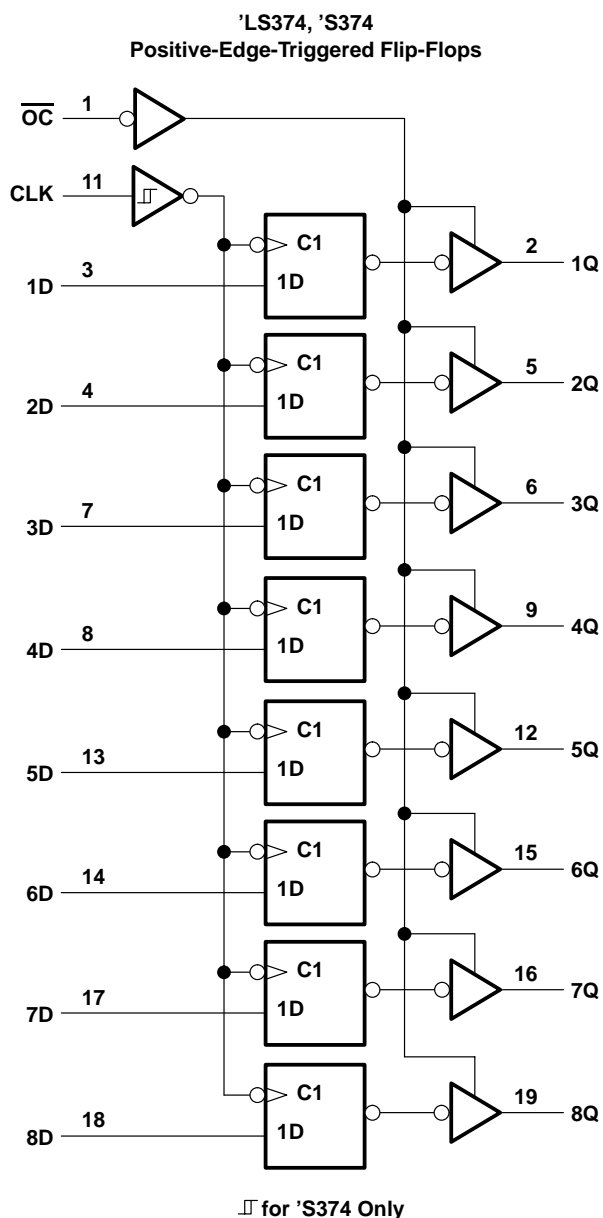 'LS374, 'S374
Positive-Edge-Triggered Flip-Flops
OC 1
CLK 11
C1
1D 3 1D 2 1Q
C1
2D 4 1D 5 2Q
C1
3D 7 1D 6 3Q
C1
4D 8 1D 9 4Q
C1
5D 13 1D 12 5Q
C1
6D 14 1D 15 6Q
C1
7D 17 1D 16 7Q
C1
8D 18 1D 19 8Q
for 'S374 Only